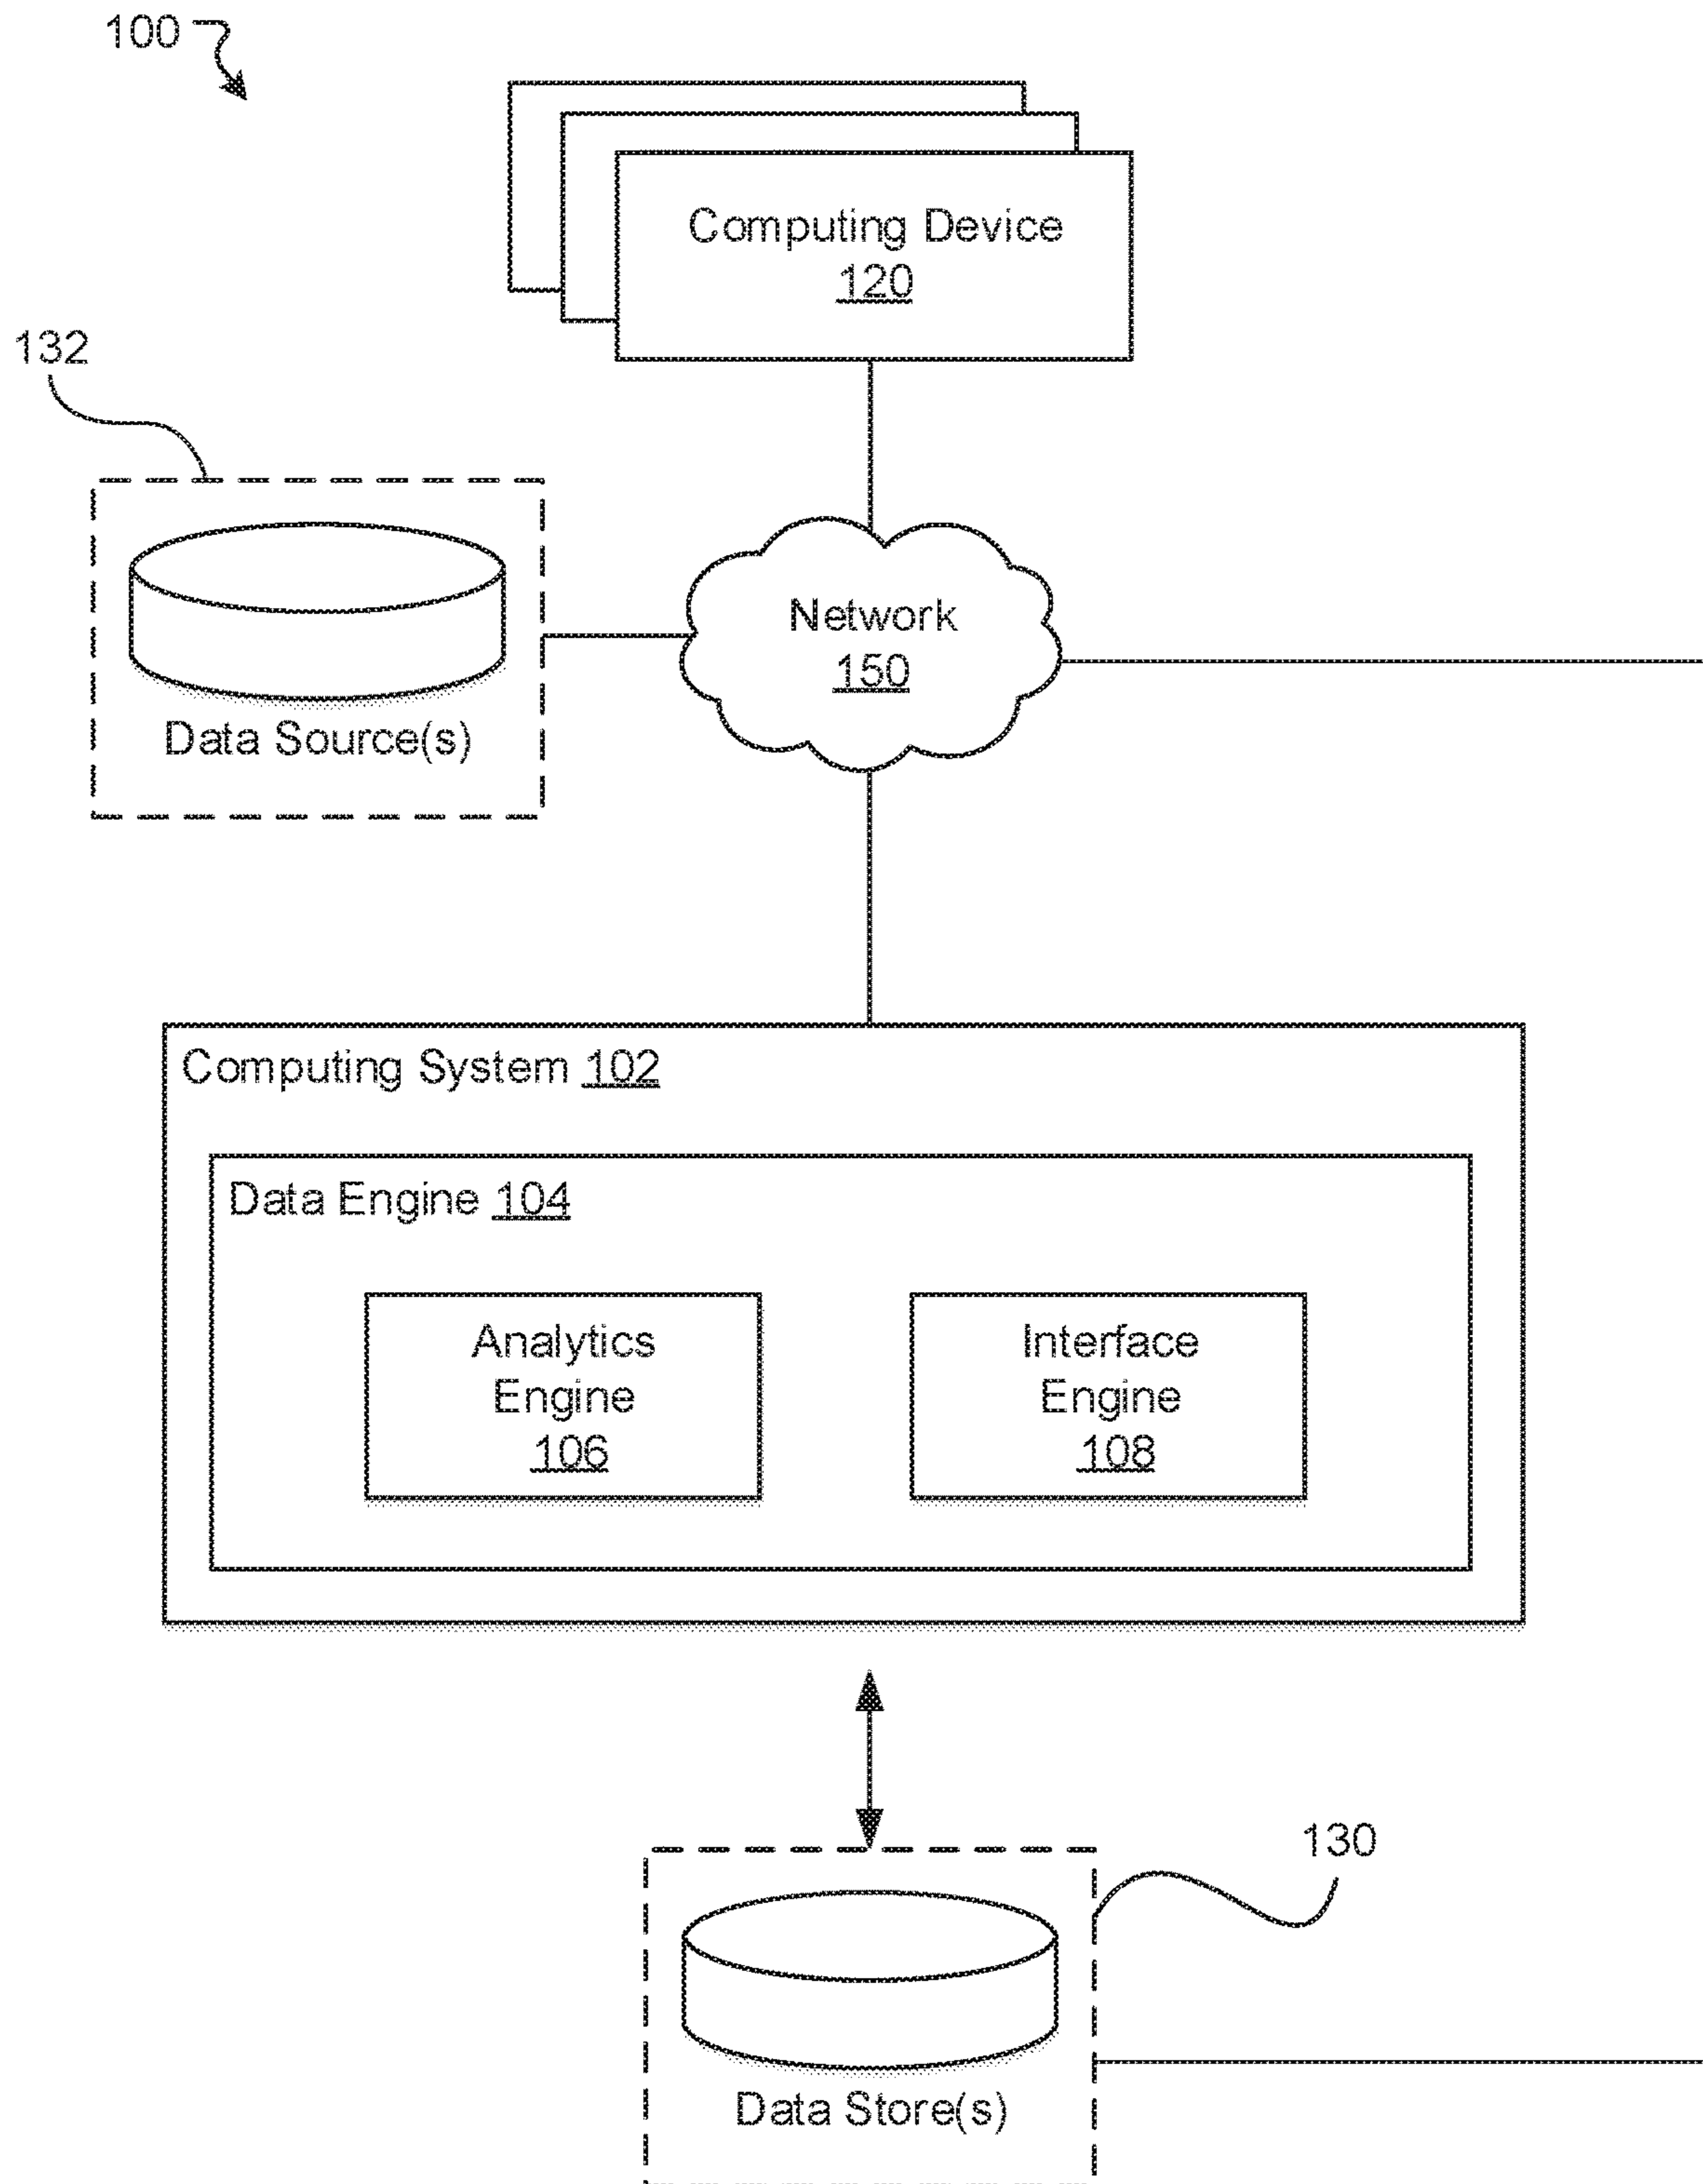 100
Computing Device
120
132
Network
150
Data Source(s)
Computing System 102
Data Engine 104
Analytics
Engine
106
Interface
Engine
108
130
Data Store(s)